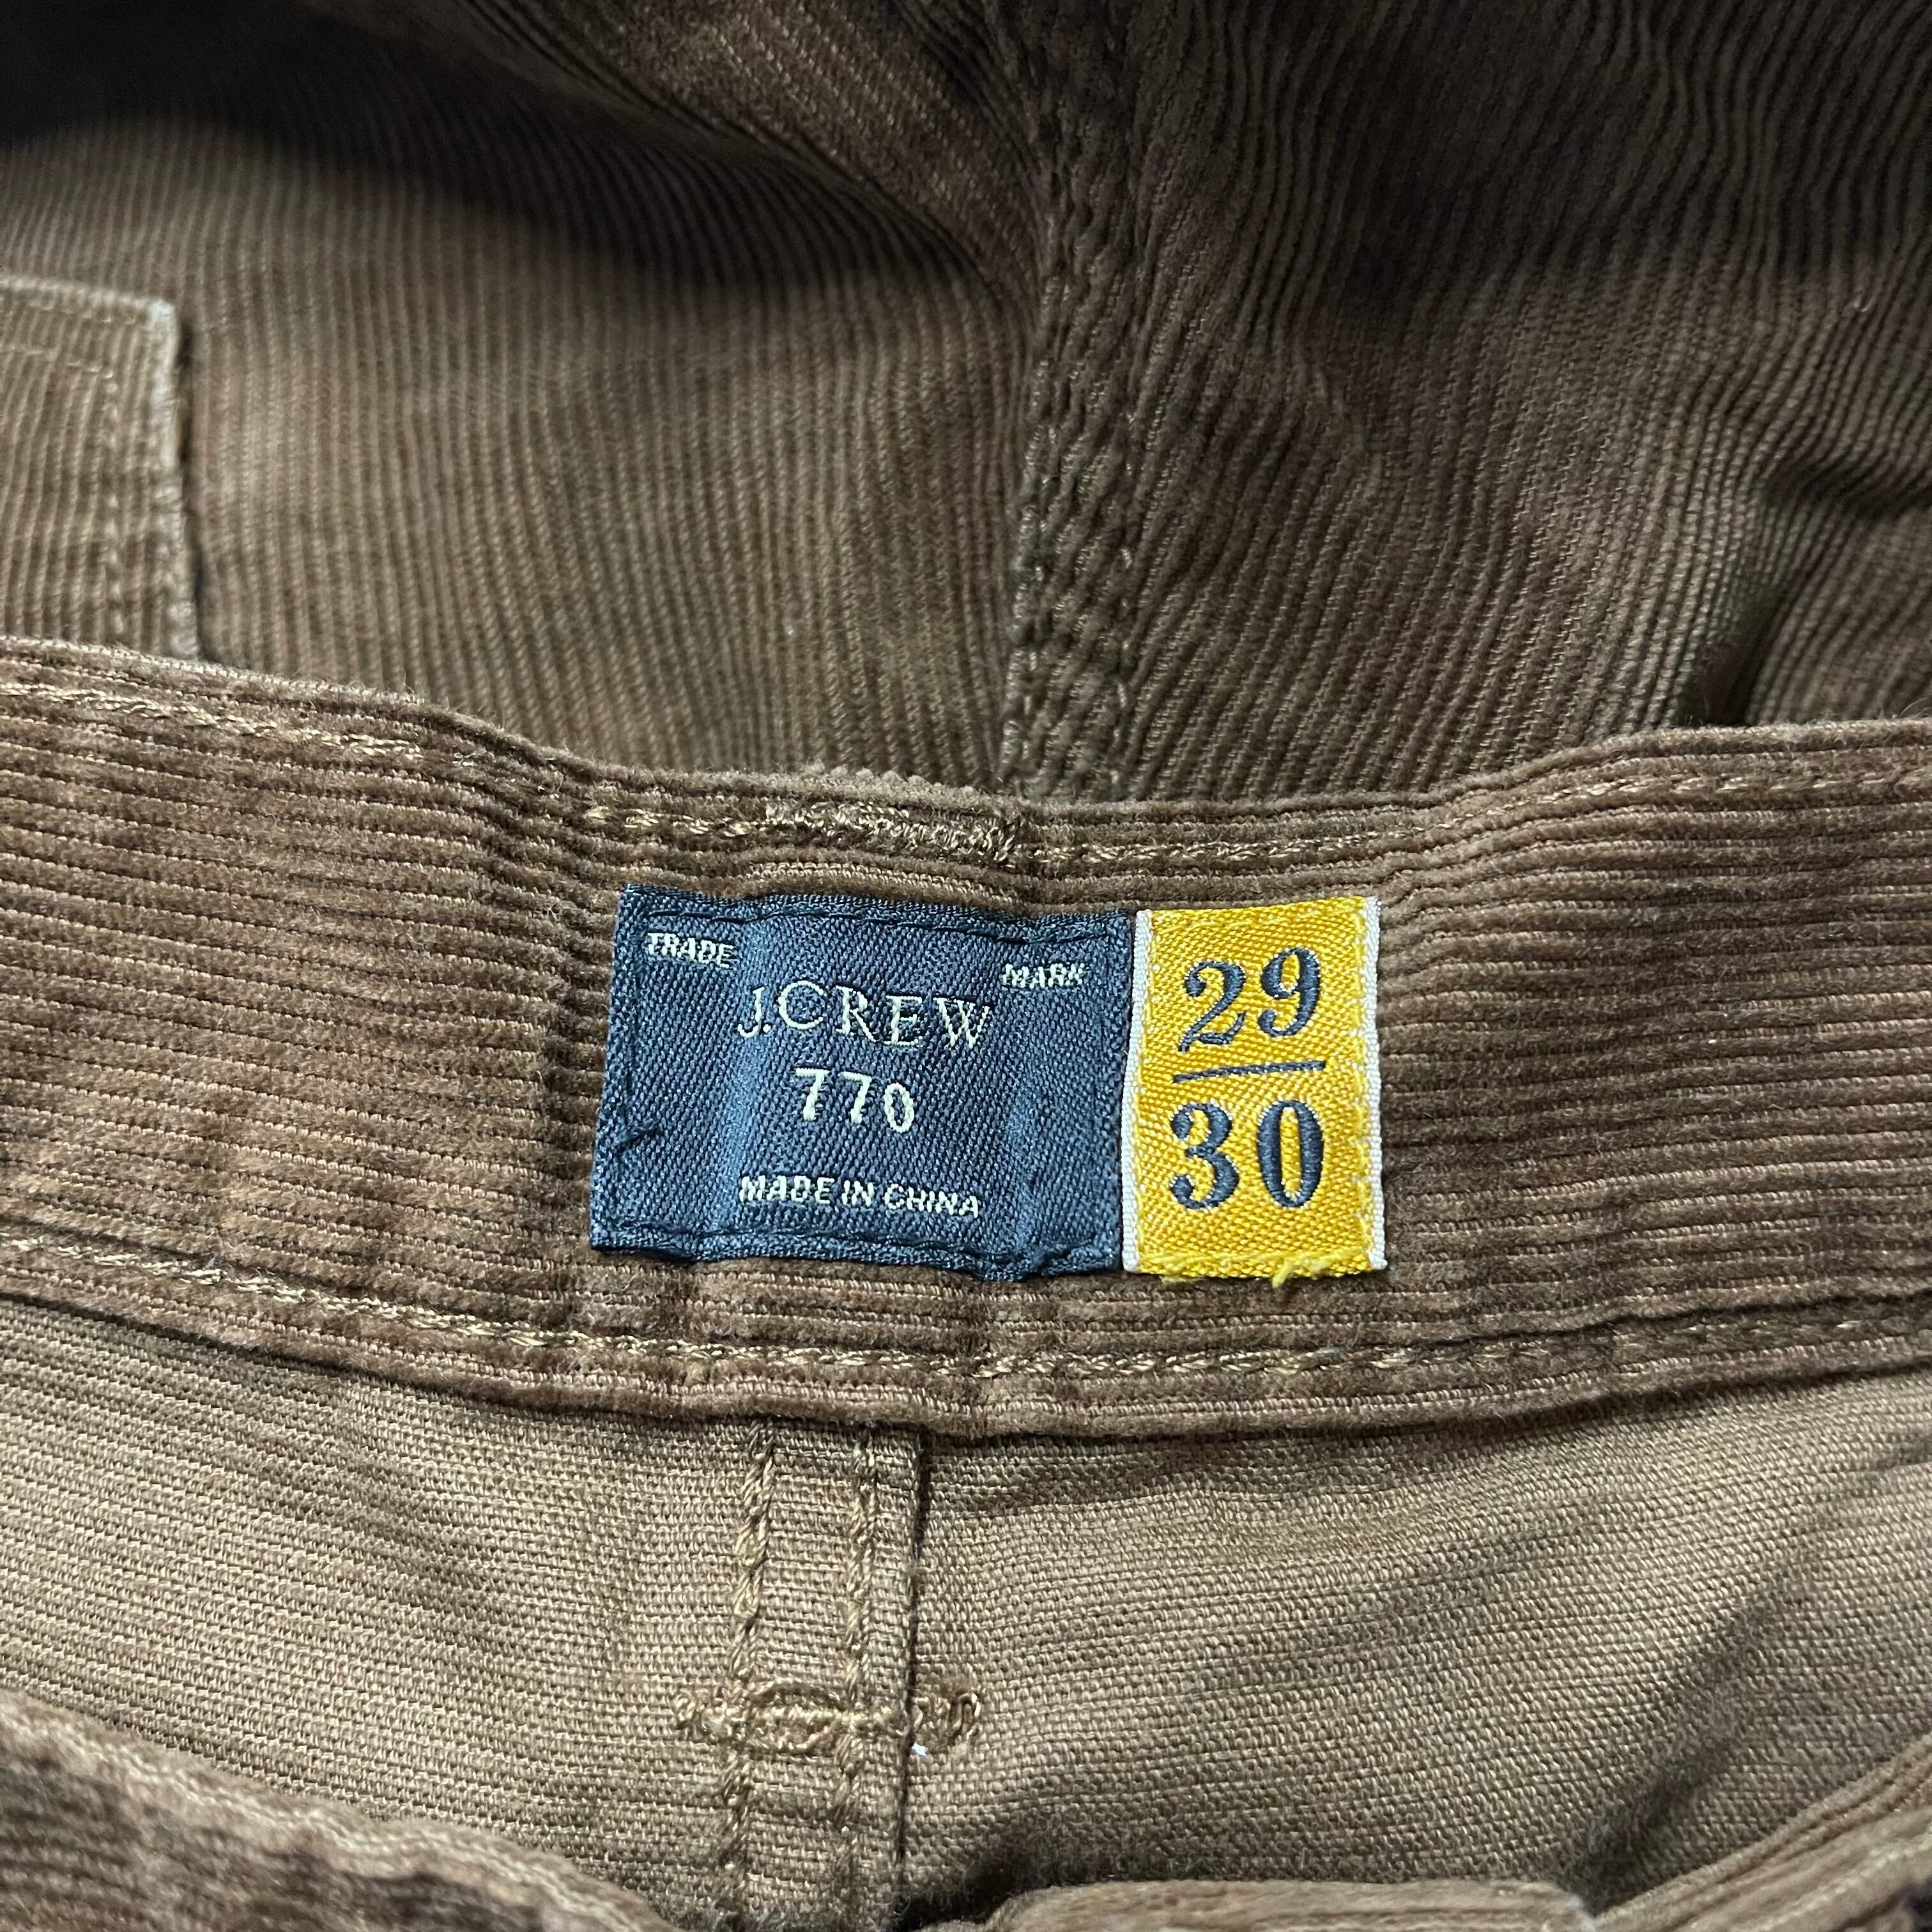 TRADE MARK
J.CREW
770
MADE IN CHINA
29
30